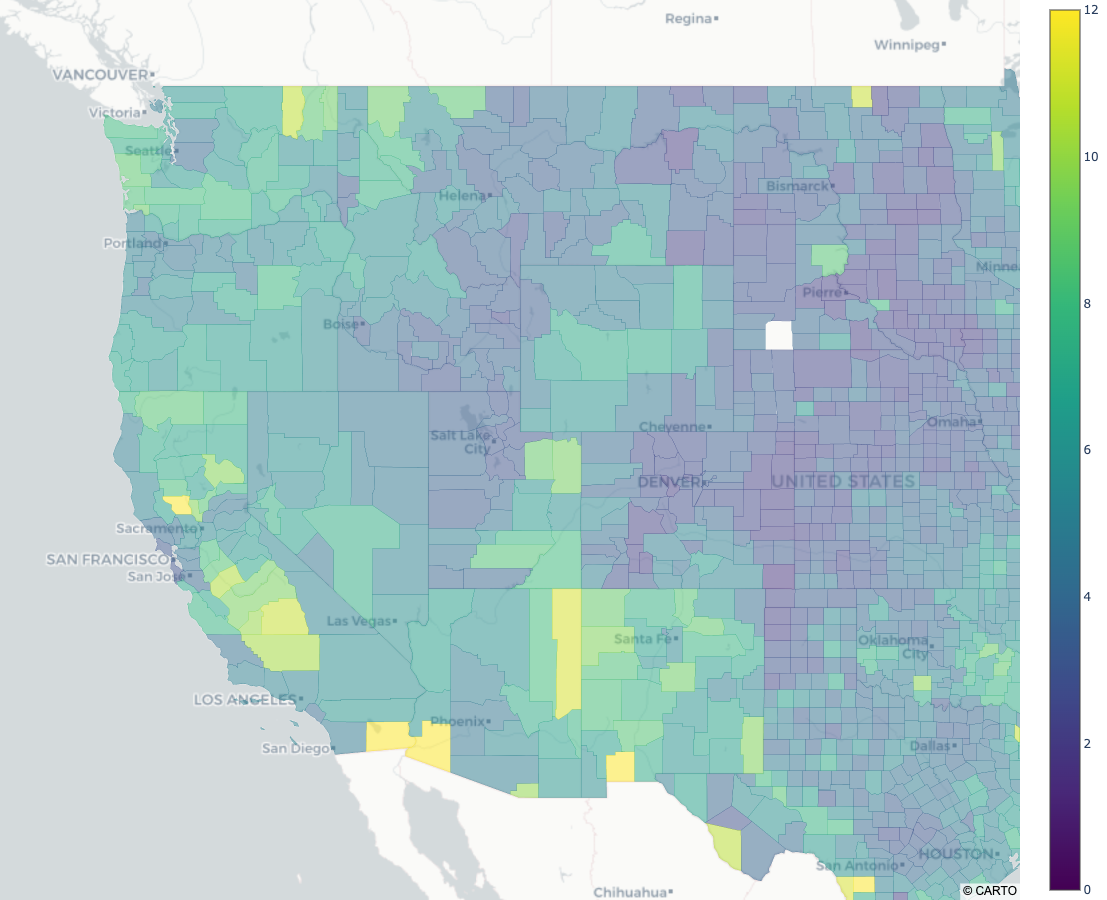 Regina
Winnipeg
VANCOUVER
Victoria
Seattle
Helena
Bismarck
Portland
Minne
Pierre
Boise
Cheyenne
Omaha
Salt Lake
City
DENVER
UNITED STATES
Sacramento
SAN FRANCISCO
San Jose
Las Vegas
Santa Fe
Oklahoma
City
LOS ANGELES
Phoenix
San Diego
Dallas
HOUSTON
San Antonio
Chihuahua
© CARTO
12
10
8
6
4
2
0